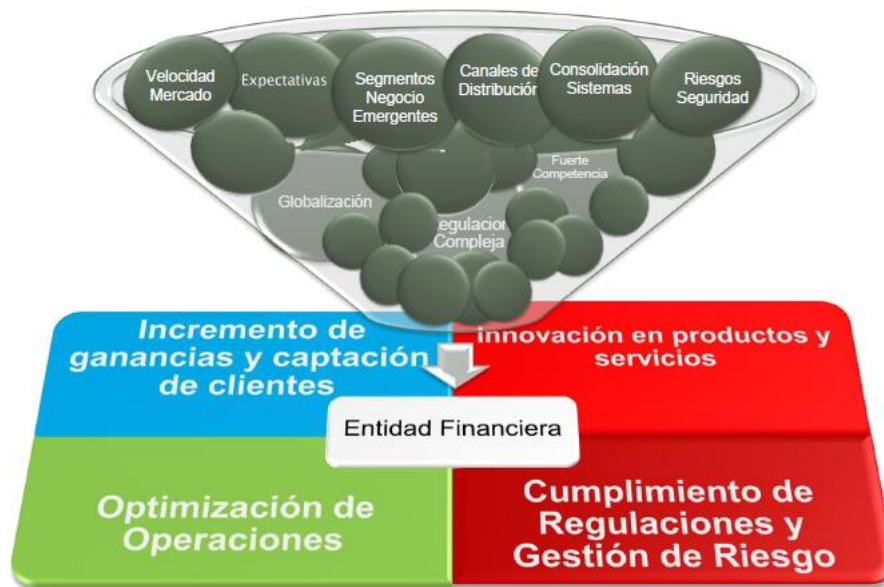 Velocidad
Mercado
Expectativas
Segmentos
Negocio
Emergentes
Canales de
Distribución
Consolidación
Sistemas
Riesgos
Seguridad
Fuerte
Competencia
Globalización
egulacion
Compleja
Incremento de
ganancias y captación
de clientes
innovación en productos y
servicios
Entidad Financiera
Optimización de
Operaciones
Cumplimiento de
Regulaciones y
Gestión de Riesgo